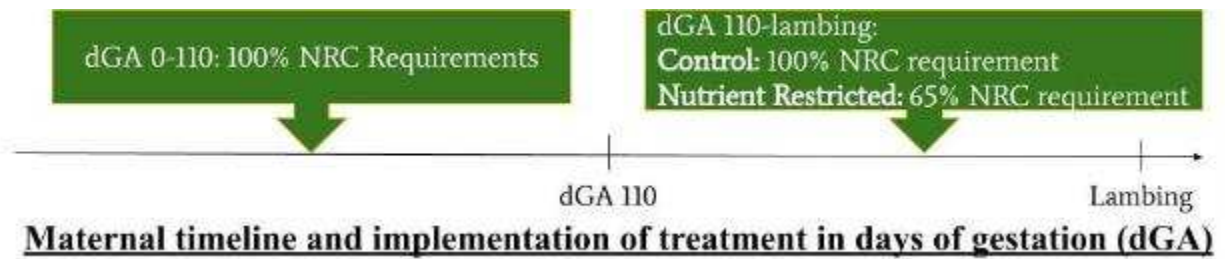 dGA 0-110: 100% NRC Requirements
dGA 110-lambing:
Control: 100% NRC requirement
Nutrient Restricted: 65% NRC requirement
dGA 110
Lambing
Maternal timeline and implementation of treatment in days of gestation (dGA)